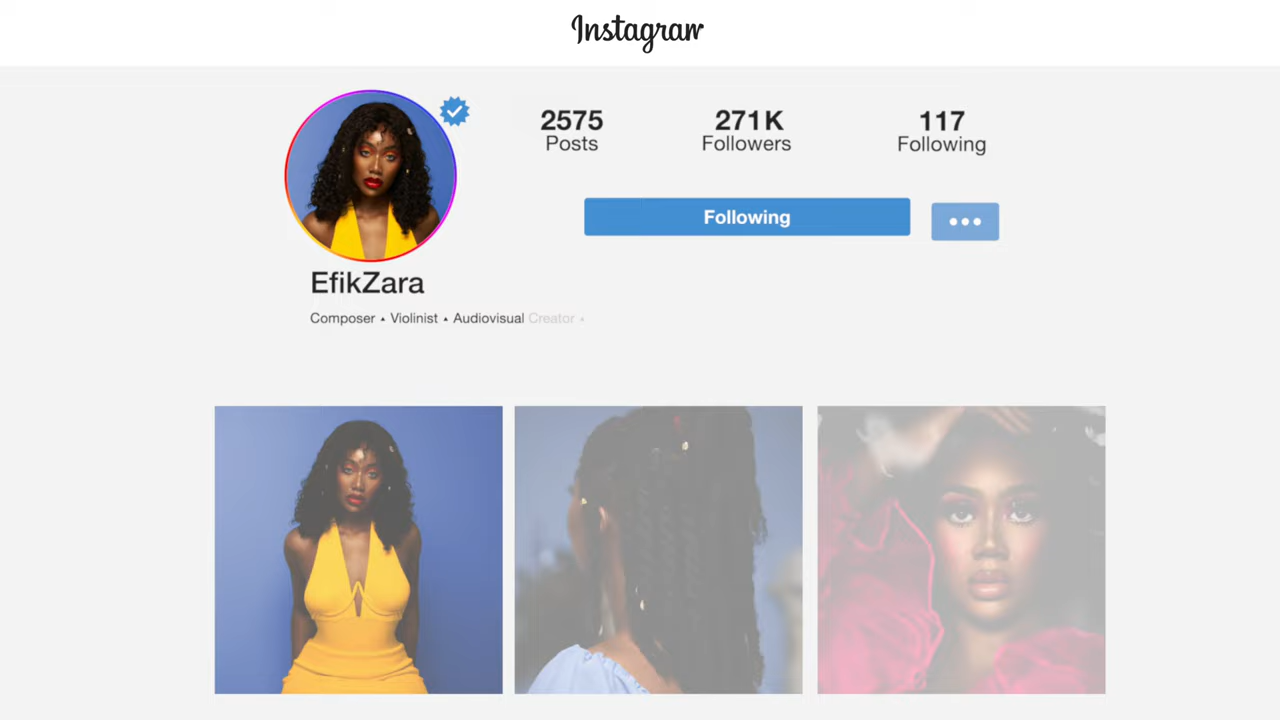 Instagram
2575
Posts
271K
Followers
117
Following
Following
EfikZara
Composer ▴ Violinist ▴ Audiovisual Creator ▴